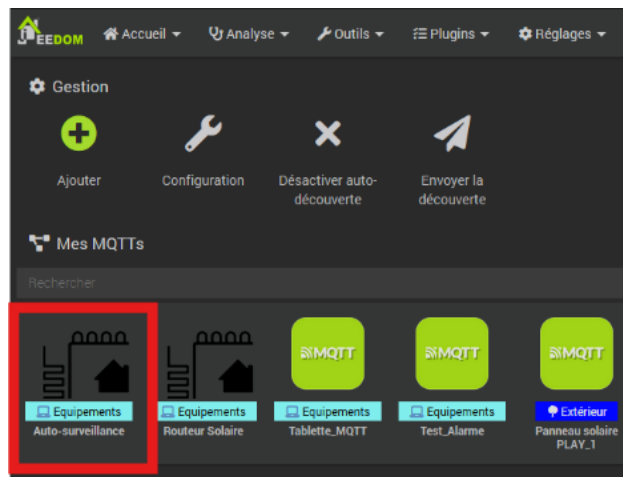 JEEDOM Accueil Analyse Outils Plugins Réglages
Gestion
Ajouter Configuration Désactiver auto- Envoyer la
découverte découverte
Mes MQTTs
Rechercher
MQTT MQTT MQTT
Equipements Equipements Equipements Equipements Extérieur
Auto-surveillance Routeur Solaire Tablette_MQTT Test_Alarme Panneau solaire
PLAY_1